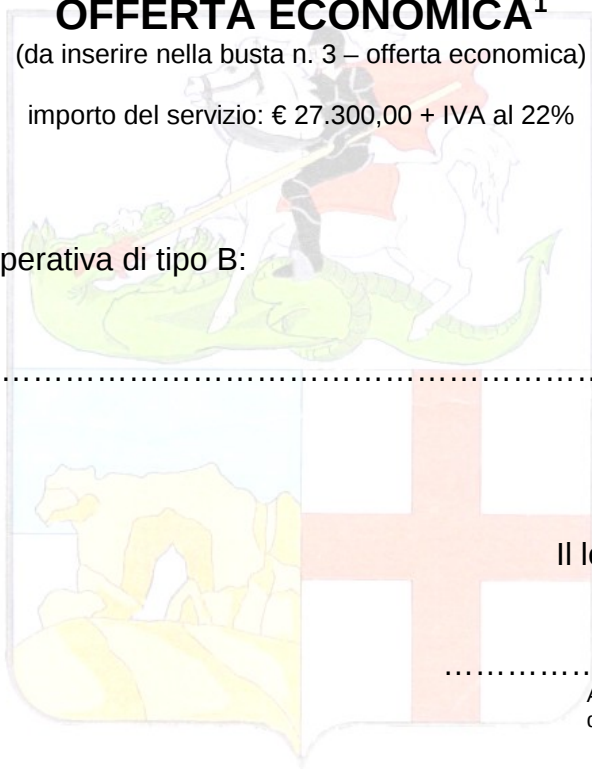 OFFERTA ECONOMICA¹
(da inserire nella busta n. 3 – offerta economica)
importo del servizio: € 27.300,00 + IVA al 22%
perativa di tipo B:
……………………………………………………………
Il l
……………